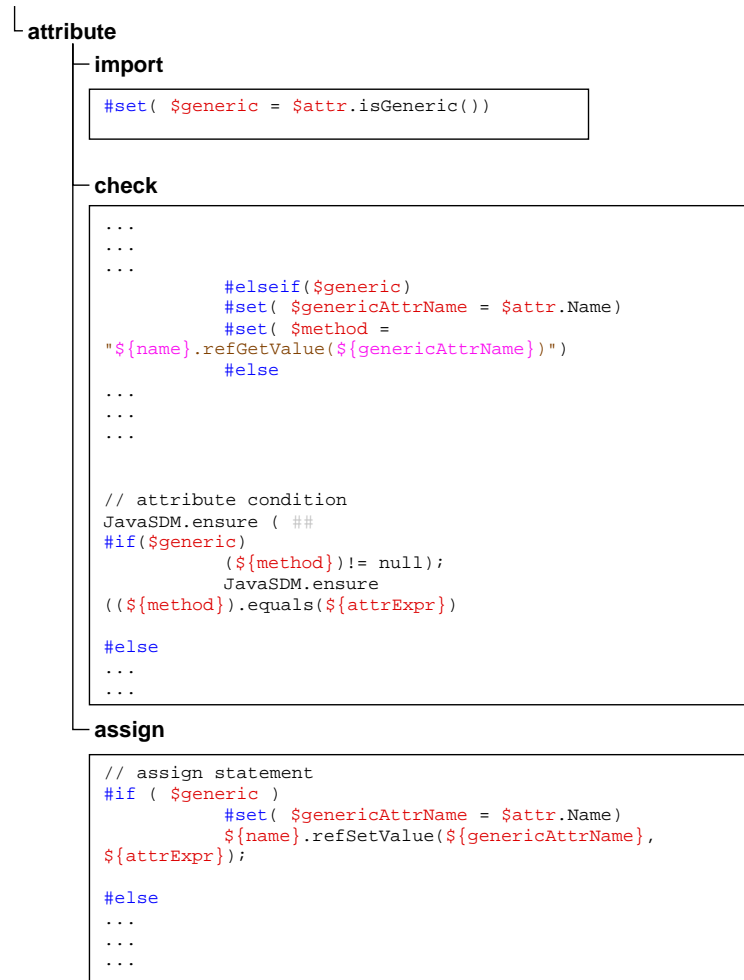 attribute
import
#set( $generic = $attr.isGeneric())
check
...
...
...
#elseif($generic)
#set( $genericAttrName = $attr.Name)
#set( $method =
"${name}.refGetValue(${genericAttrName})")
#else
...
...
...
// attribute condition
JavaSDM.ensure ( ##
#if($generic)
(${method})!= null);
JavaSDM.ensure
((${method}).equals(${attrExpr})
#else
...
...
assign
// assign statement
#if ( $generic )
#set( $genericAttrName = $attr.Name)
${name}.refSetValue(${genericAttrName},
${attrExpr});
#else
...
...
...